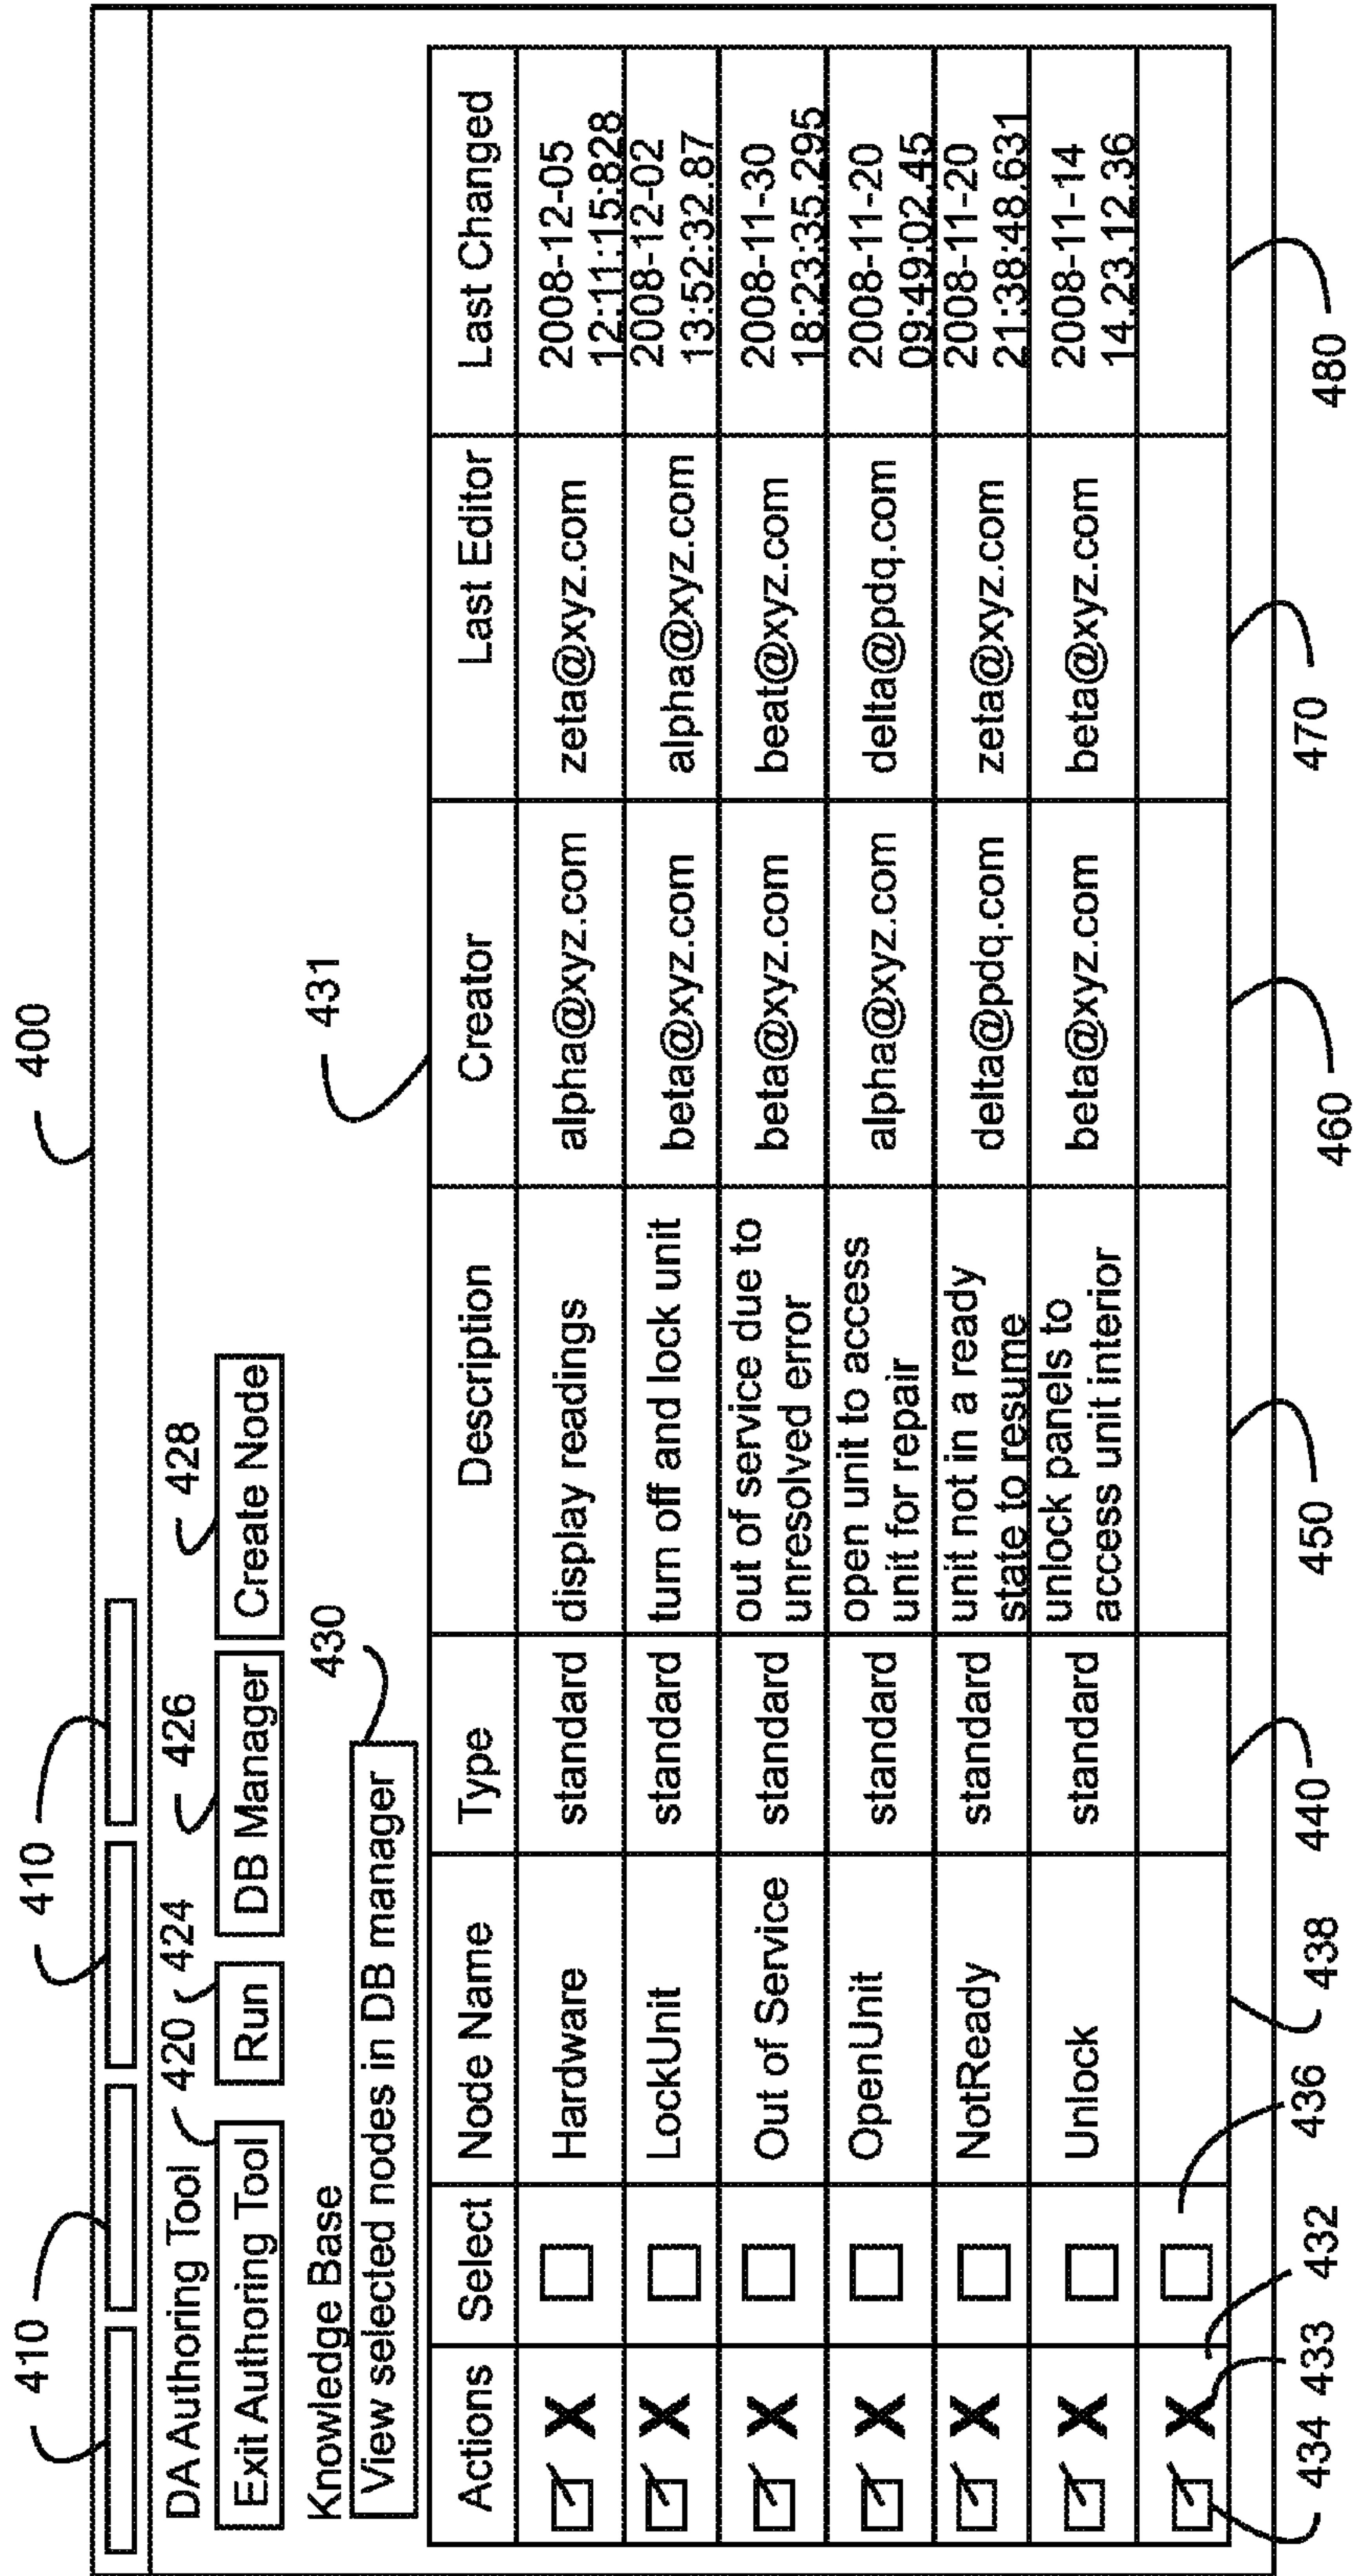 400
410
410
DA Authoring Tool
420
424
426
428
Exit Authoring Tool
Run
DB Manager
Create Node
Knowledge Base
430
View selected nodes in DB manager
431
Actions Select Node Name Type Description Creator Last Editor Last Changed
X Hardware standard display readings alpha@xyz.com zeta@xyz.com 2008-12-05
12:11:15:828
X LockUnit standard turn off and lock unit beta@xyz.com alpha@xyz.com 2008-12-02
13:52:32.87
X Out of Service standard out of service due to beta@xyz.com beat@xyz.com 2008-11-30
unresolved error 18:23:35.295
X OpenUnit standard open unit to access alpha@xyz.com delta@pdq.com 2008-11-20
unit for repair 09:49:02.45
X NotReady standard unit not in a ready delta@pdq.com zeta@xyz.com 2008-11-20
state to resume 21:38:48.631
X Unlock standard unlock panels to beta@xyz.com beta@xyz.com 2008-11-14
access unit interior 14.23.12.36
X
434 433 432 436 438 440 450 460 470 480